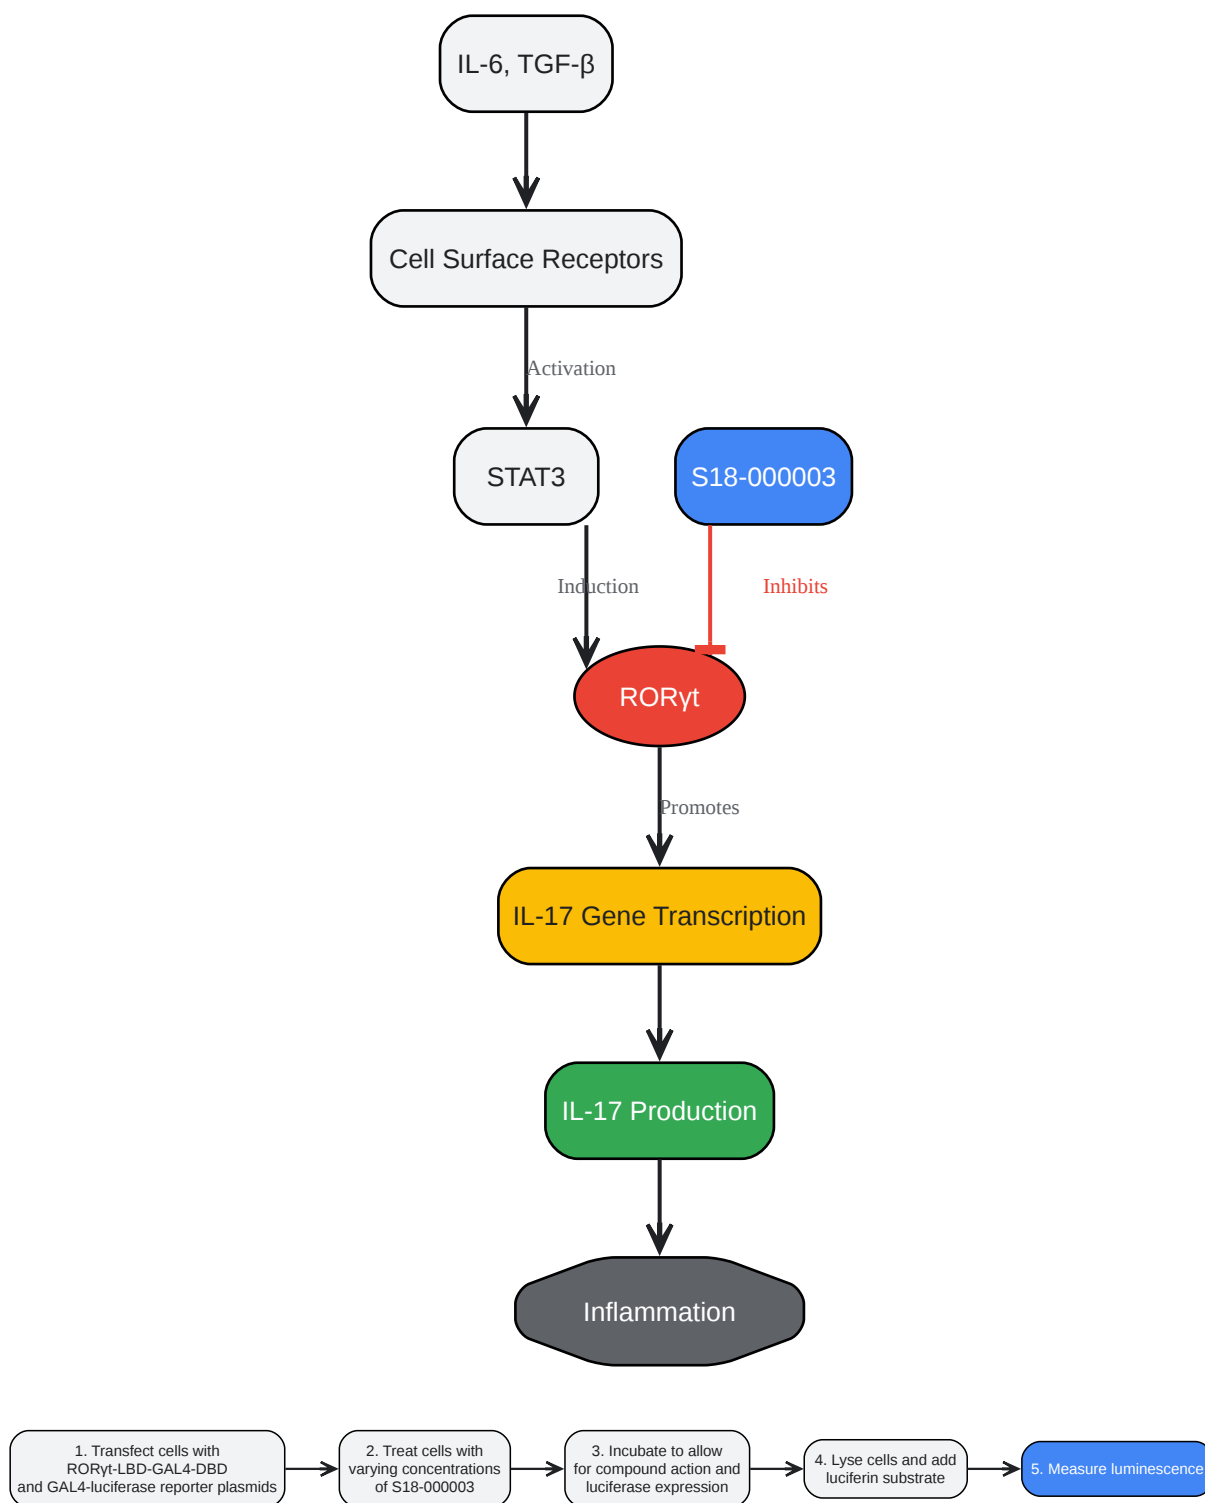 IL-6, TGF-β
Cell Surface Receptors
Activation
STAT3
S18-000003
Induction
Inhibits
RORγt
Promotes
IL-17 Gene Transcription
IL-17 Production
Inflammation
1. Transfect cells with
RORγt-LBD-GAL4-DBD
and GAL4-luciferase reporter plasmids
2. Treat cells with
varying concentrations
of S18-000003
3. Incubate to allow
for compound action and
luciferase expression
4. Lyse cells and add
luciferin substrate
5. Measure luminescence